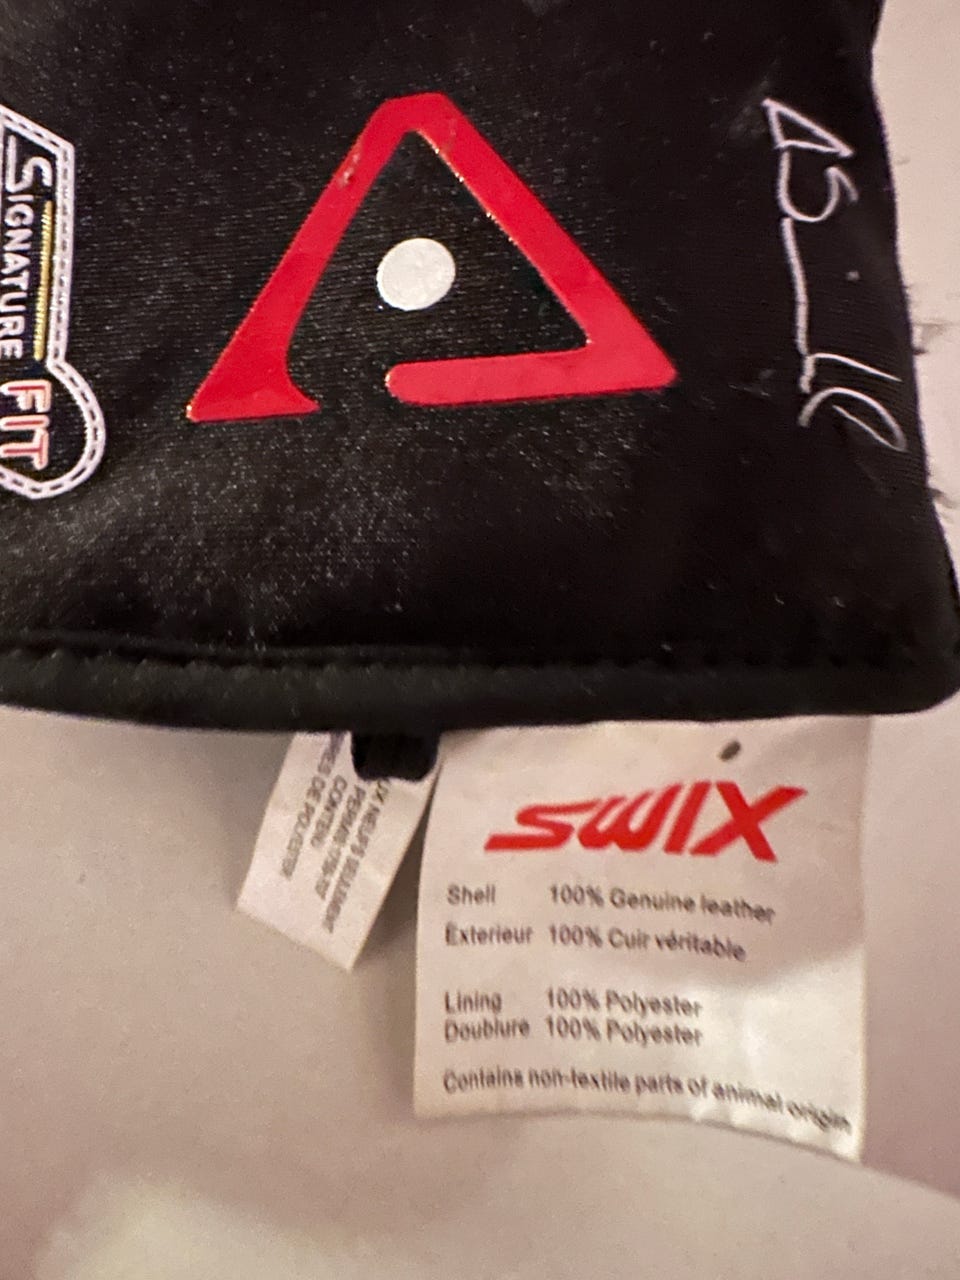 SIGNATURE
FIT
SWIX
Shell 100% Genuine leather
Exterieur 100% Cuir véritable
Lining 100% Polyester
Doublure 100% Polyester
Contains non-textile parts of animal origin